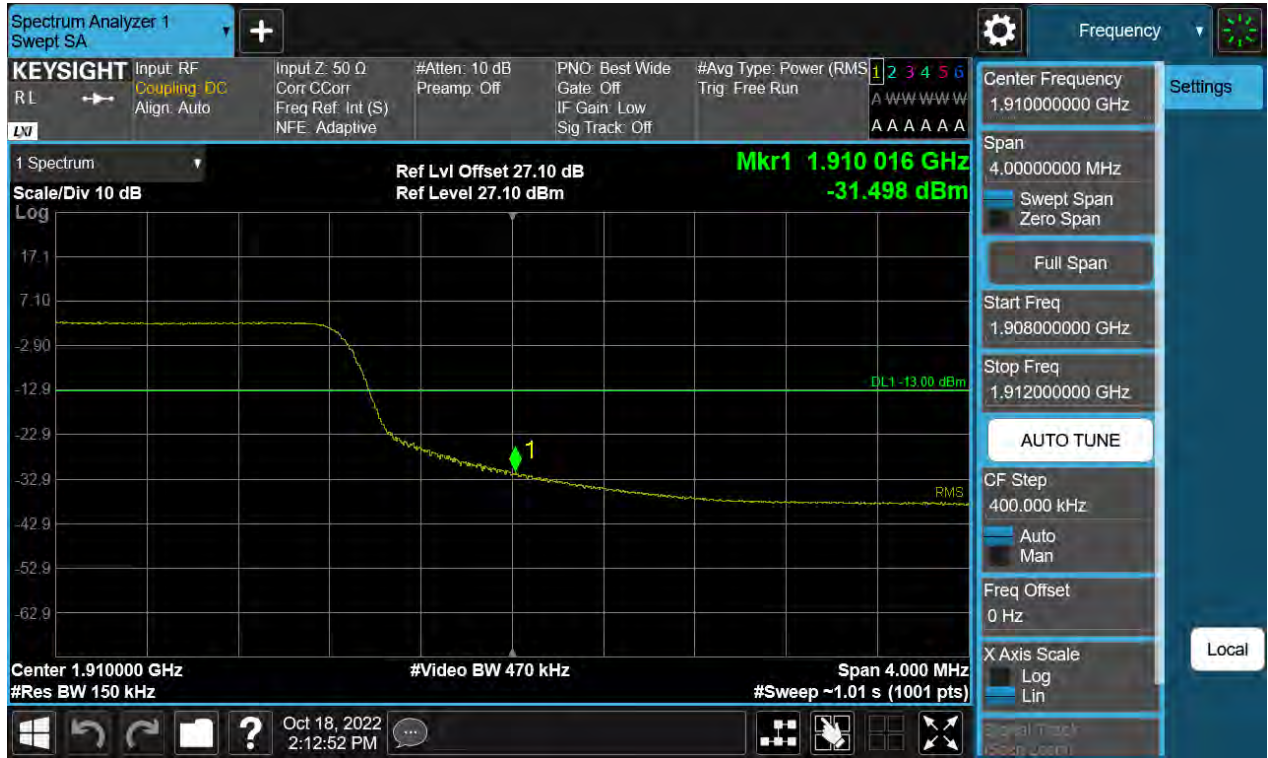 Spectrum Analyzer 1
Swept SA
Frequency
KEYSIGHT
RL
LXI
Input: RF
Coupling: DC
Align: Auto
Input Z: 50 Ω
Corr CCorr
Freq Ref: Int (S)
NFE: Adaptive
#Atten: 10 dB
Preamp: Off
PNO: Best Wide
Gate: Off
IF Gain: Low
Sig Track: Off
#Avg Type: Power (RMS
Trig: Free Run
1 2 3 4 5 6
A W W W W W
A A A A A A
1 Spectrum
Scale/Div 10 dB
Ref Lvl Offset 27.10 dB
Ref Level 27.10 dBm
Mkr1 1.910 016 GHz
-31.498 dBm
Log
17.1
7.10
-2.90
-12.9
-22.9
-32.9
-42.9
-52.9
-62.9
DL1 -13.00 dBm
1
RMS
Center 1.910000 GHz
#Video BW 470 kHz
Span 4.000 MHz
#Res BW 150 kHz
#Sweep ~1.01 s (1001 pts)
Center Frequency
1.910000000 GHz
Settings
Span
4.00000000 MHz
Swept Span
Zero Span
Full Span
Start Freq
1.908000000 GHz
Stop Freq
1.912000000 GHz
AUTO TUNE
CF Step
400.000 kHz
Auto
Man
Freq Offset
0 Hz
X Axis Scale
Log
Lin
Signal Track
(Span Zoom)
Local
?
Oct 18, 2022
2:12:52 PM